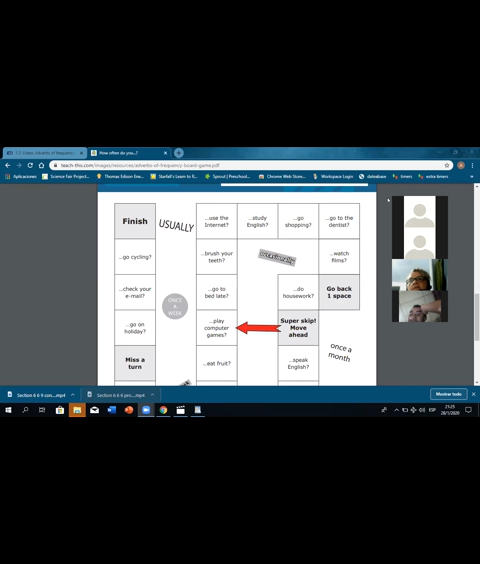 How often do you...?
teach-this.com/images/resources/adverbs-of-frequency-board-game.pdf
Aplicaciones
Science Fair Project...
Thomas Edison Ene...
Starfall's Learn to R...
Sprout | Preschool...
Chrome Web Store...
Workspace Login
datebase
timers
extra timers
Finish
USUALLY
...use the
Internet?
...study
English?
...go
shopping?
...go to the
dentist?
...go cycling?
...brush your
teeth?
occasionally
...watch
films?
...check your
e-mail?
ONCE
A
WEEK
...go to
bed late?
...do
housework?
Go back
1 space
...go on
holiday?
...play
computer
games?
Super skip!
Move
ahead
once a
month
Miss a
turn
...eat fruit?
...speak
English?
Section 6 6 9 con....mp4
Section 6 6 6 pro....mp4
Mostrar todo
ESP
21:25
28/1/2020